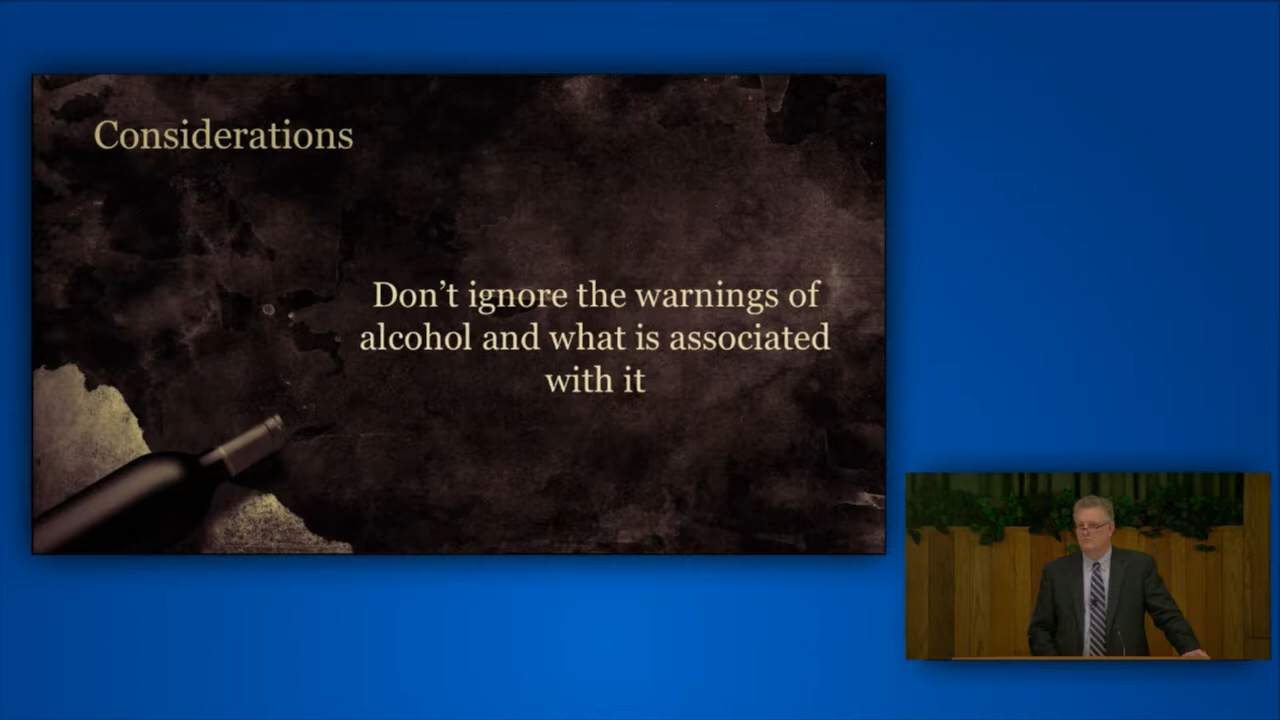 Considerations
Don’t ignore the warnings of
alcohol and what is associated
with it